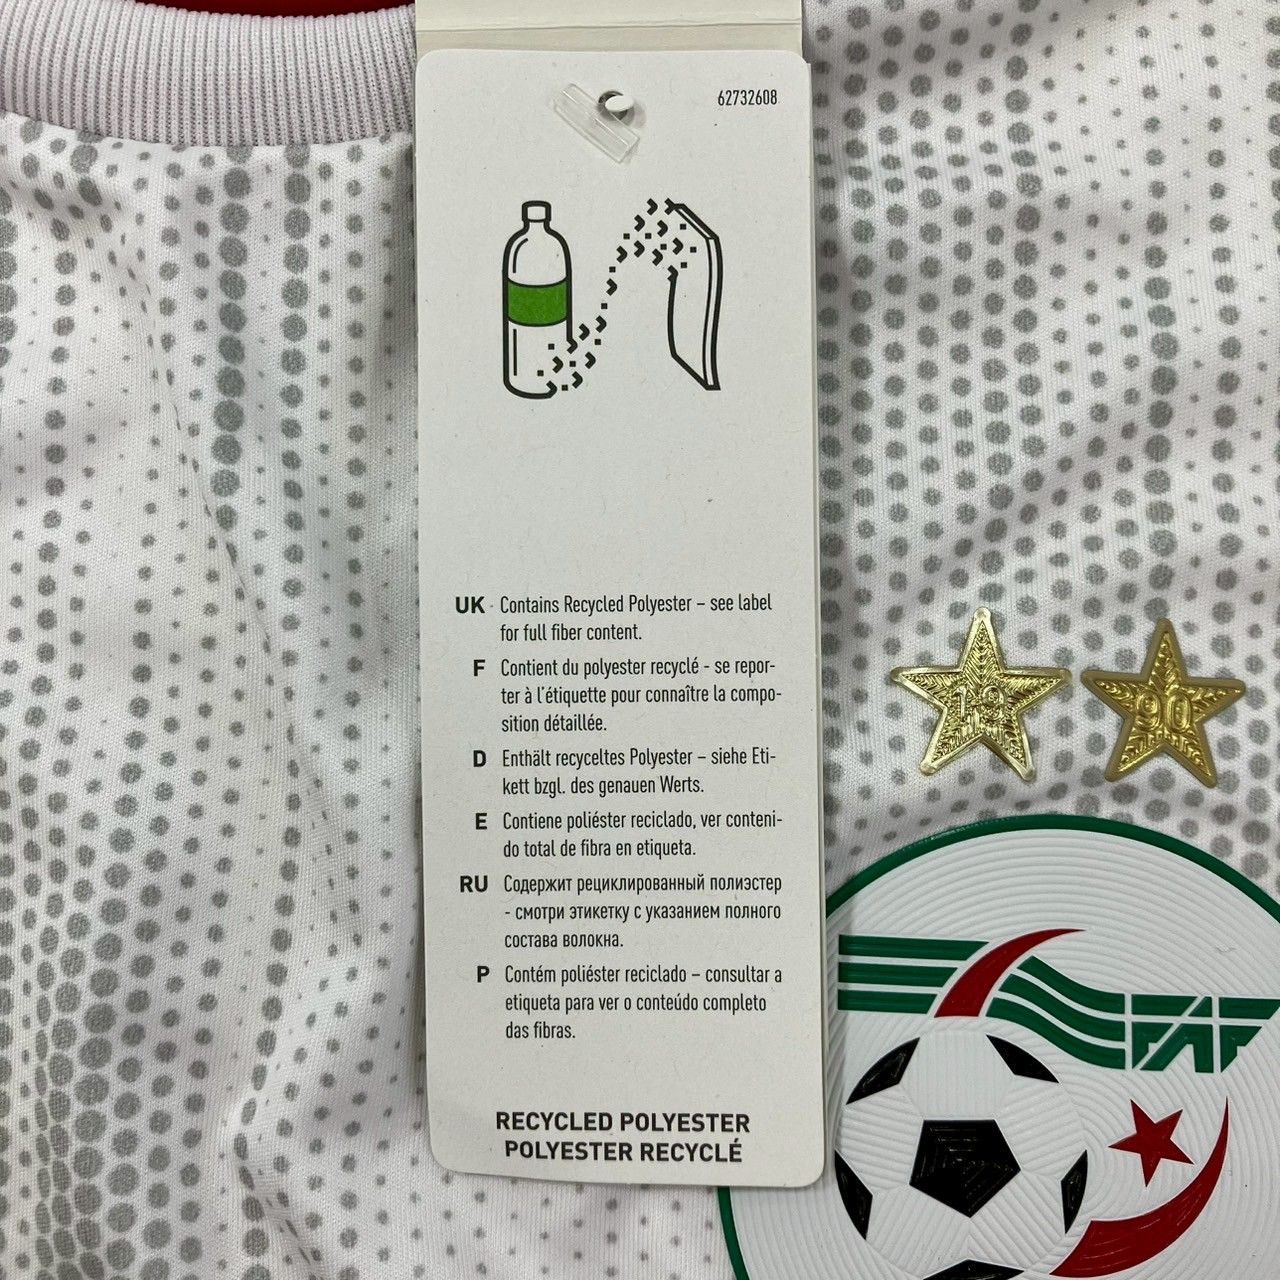 62732608
UK Contains Recycled Polyester – see label
for full fiber content.
F Contient du polyester recyclé - se repor-
ter à l'étiquette pour connaître la compo-
sition détaillée.
D Enthält recyceltes Polyester – siehe Eti-
kett bzgl. des genauen Werts.
E Contiene poliéster reciclado, ver conteni-
do total de fibra en etiqueta.
RU Содержит рециклированный полиэстер
- смотри этикетку с указанием полного
состава волокна.
P Contém poliéster reciclado – consultar a
etiqueta para ver o conteúdo completo
das fibras.
RECYCLED POLYESTER
POLYESTER RECYCLÉ
19
90
FAF